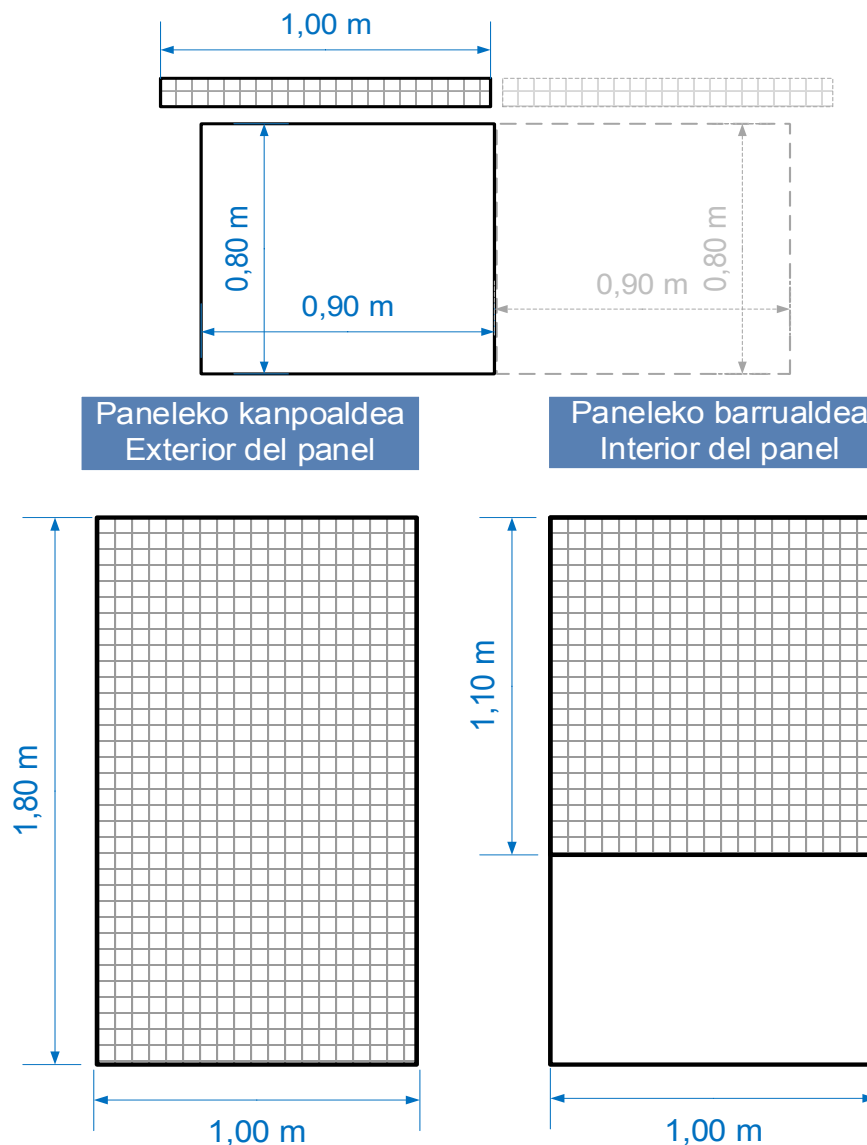 1,00 m
0,80 m
0,90 m
0,80 m
0,90 m
Paneleko kanpoaldea
Exterior del panel
Paneleko barrualdea
Interior del panel
1,80 m
1,10 m
1,00 m
1,00 m